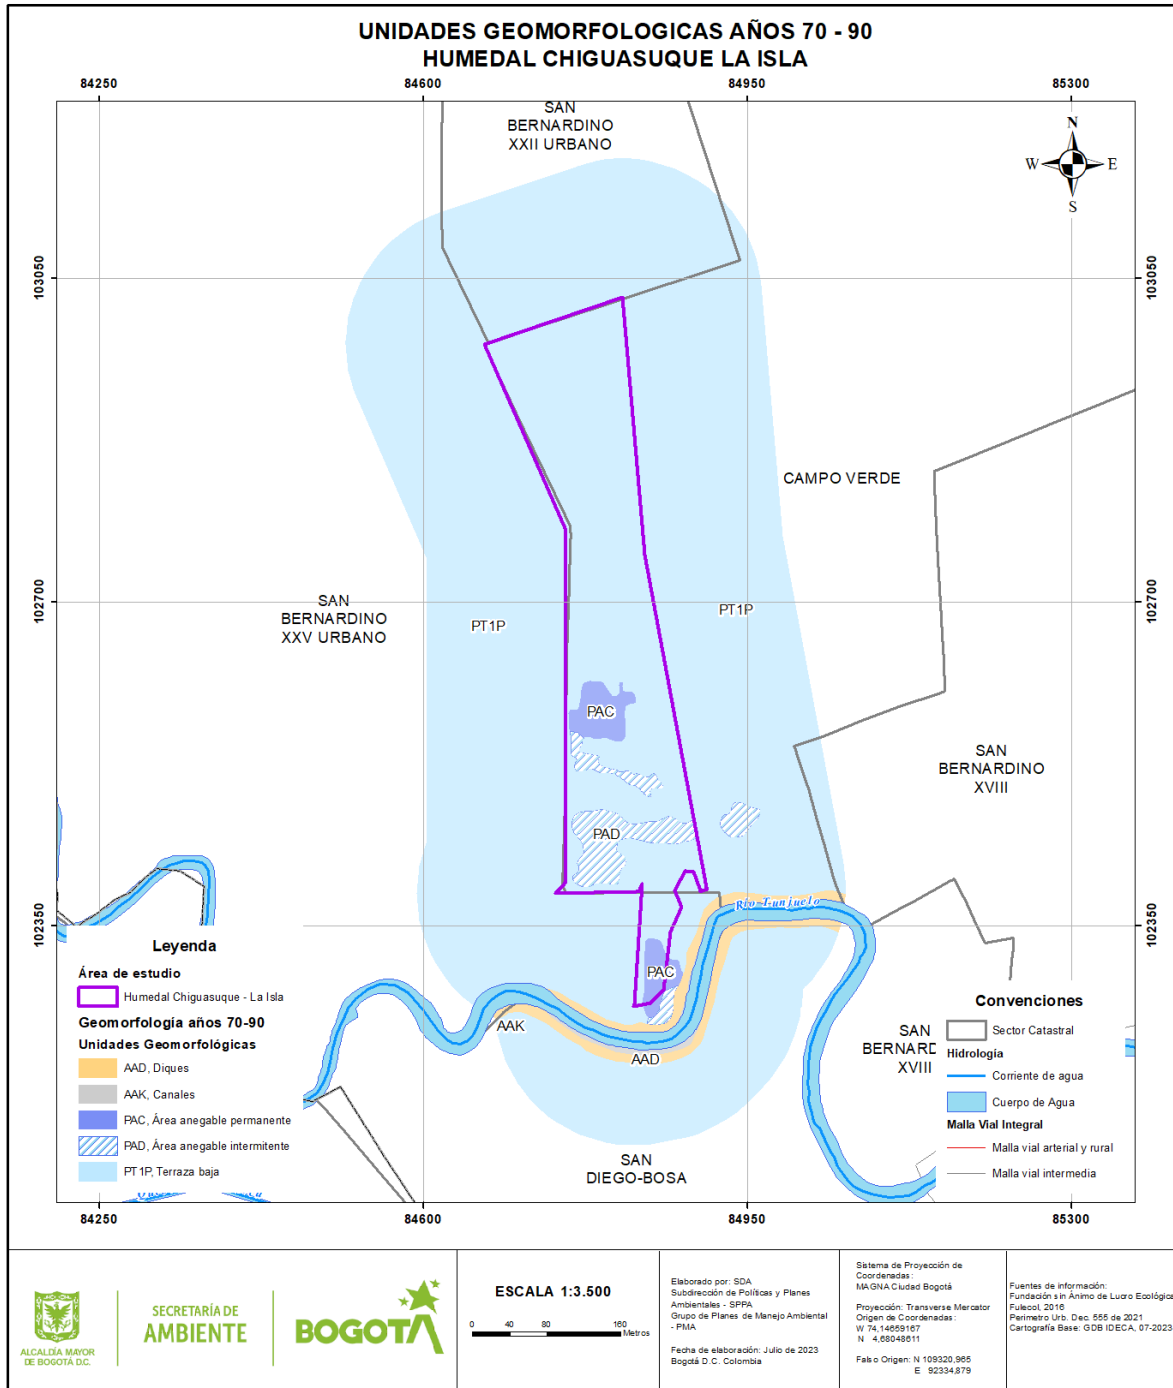 UNIDADES GEOMORFOLOGICAS AÑOS 70 - 90
HUMEDAL CHIGUASUQUE LA ISLA
84250
84600
84950
85300
SAN
BERNARDINO
XXII URBANO
N
W
E
S
103050
103050
CAMPO VERDE
102700
102700
SAN
BERNARDINO
XXV URBANO
PT1P
PT1P
PAC
SAN
BERNARDINO
XVIII
PAD
102350
102350
Río Tunjuelo
PAC
AAK
AAD
SAN
BERNARD
XVIII
SAN
DIEGO-BOSA
Leyenda
Área de estudio
Humedal Chiguasuque - La Isla
Geomorfología años 70-90
Unidades Geomorfológicas
AAD, Diques
AAK, Canales
PAC, Área anegable permanente
PAD, Área anegable intermitente
PT1P, Terraza baja
Convenciones
Sector Catastral
Hidrología
Corriente de agua
Cuerpo de Agua
Malla Vial Integral
Malla vial arterial y rural
Malla vial intermedia
84250
84600
84950
85300
ALCALDÍA MAYOR
DE BOGOTÁ D.C.
SECRETARÍA DE
AMBIENTE
BOGOTÁ
ESCALA 1:3.500
0 40 80 160
Metros
Elaborado por: SDA
Subdirección de Políticas y Planes
Ambientales - SPPA
Grupo de Planes de Manejo Ambiental
- PMA
Fecha de elaboración: Julio de 2023
Bogotá D.C. Colombia
Sistema de Proyección de
Coordenadas:
MAGNA Ciudad Bogotá
Proyección: Transverse Mercator
Origen de Coordenadas:
W 74,14659167
N 4,68048611
Falso Origen: N 109320,965
E 92334,879
Fuentes de información:
Fundación sin Ánimo de Lucro Ecológica
Fulecol, 2016
Perimetro Urb. Dec. 555 de 2021
Cartografía Base: GDB IDECA, 07-2023